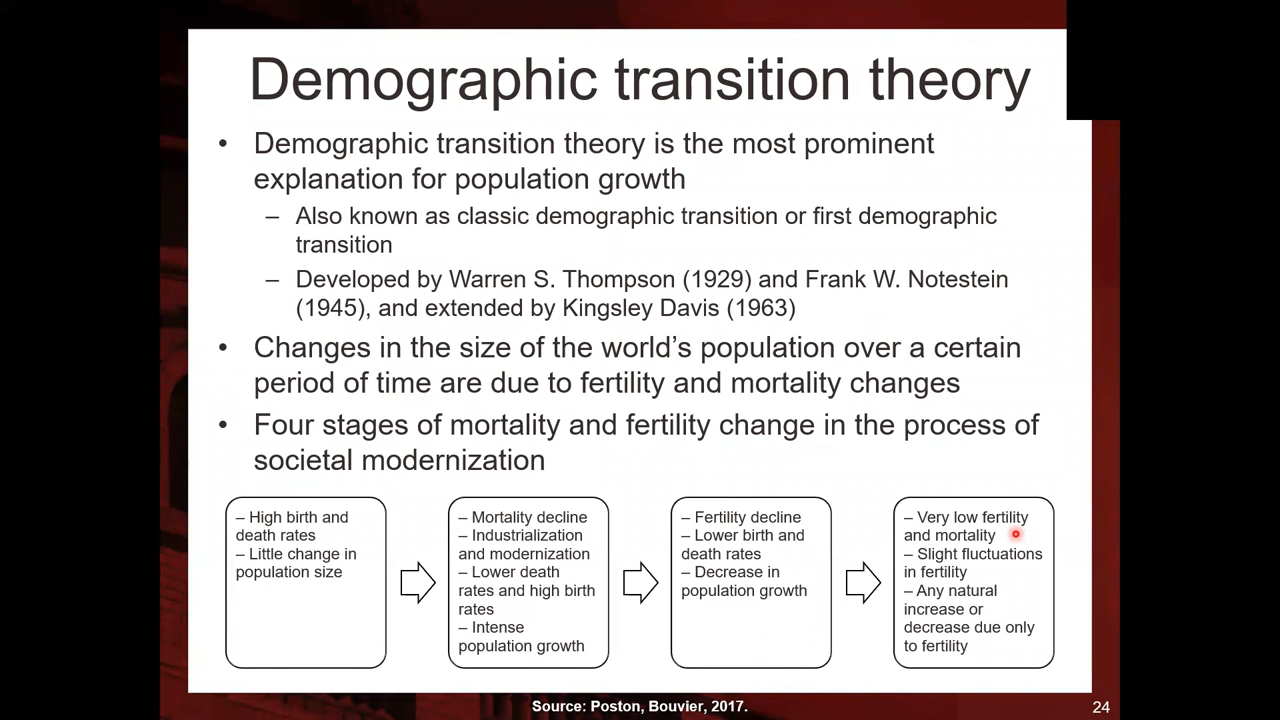 Demographic transition theory
• Demographic transition theory is the most prominent
explanation for population growth
– Also known as classic demographic transition or first demographic
transition
– Developed by Warren S. Thompson (1929) and Frank W. Notestein
(1945), and extended by Kingsley Davis (1963)
• Changes in the size of the world’s population over a certain
period of time are due to fertility and mortality changes
• Four stages of mortality and fertility change in the process of
societal modernization
– High birth and
death rates
– Little change in
population size
– Mortality decline
– Industrialization
and modernization
– Lower death
rates and high birth
rates
– Intense
population growth
– Fertility decline
– Lower birth and
death rates
– Decrease in
population growth
– Very low fertility
and mortality
– Slight fluctuations
in fertility
– Any natural
increase or
decrease due only
to fertility
Source: Poston, Bouvier, 2017.
24